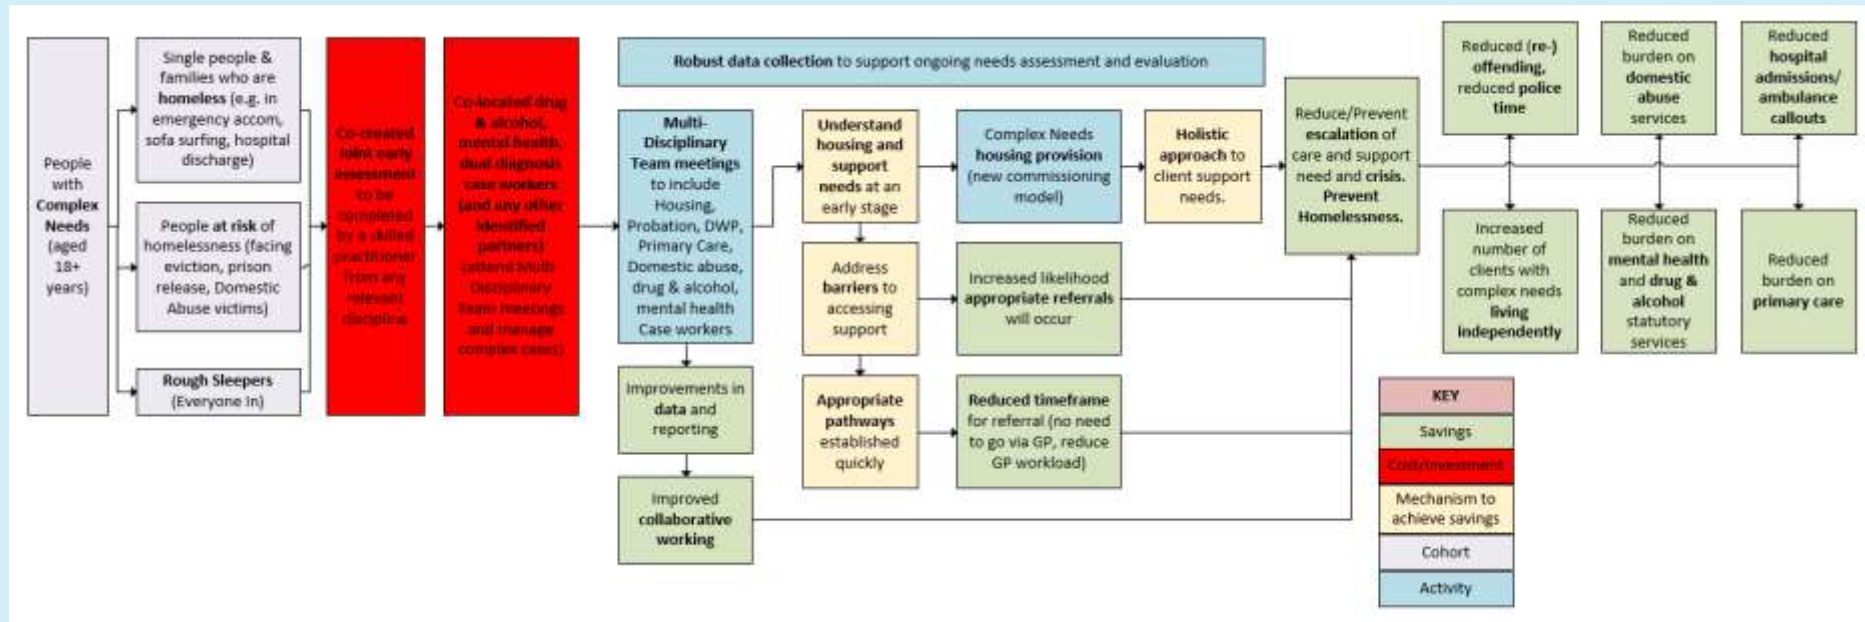 People
with
Complex
Needs
(aged
18+
years)
Single people &
families who are
homeless (e.g. in
emergency accom,
sofa surfing, hospital
discharge)
People at risk of
homelessness (facing
eviction, prison
release, Domestic
Abuse victims)
Rough Sleepers
(Everyone In)
Co-created
joint early
assessment
to be
completed
by a skilled
practitioner
from any
relevant
discipline.
Co-located drug
& alcohol,
mental health,
dual diagnosis
case workers
(and any other
identified
partners)
(attend Multi-
Disciplinary
Team meetings
and manage
complex cases)
Robust data collection to support ongoing needs assessment and evaluation
Multi-
Disciplinary
Team meetings
to include
Housing,
Probation, DWP,
Primary Care,
Domestic abuse,
drug & alcohol,
mental health
Case workers
Improvements in
data and
reporting
Improved
collaborative
working
Understand
housing and
support
needs at an
early stage
Address
barriers to
accessing
support
Appropriate
pathways
established
quickly
Complex Needs
housing provision
(new commissioning
model)
Increased likelihood
appropriate referrals
will occur
Reduced timeframe
for referral (no need
to go via GP, reduce
GP workload)
Holistic
approach to
client support
needs.
Reduce/Prevent
escalation of
care and support
need and crisis.
Prevent
Homelessness.
Reduced (re-)
offending,
reduced police
time
Reduced
burden on
domestic
abuse
services
Reduced
hospital
admissions/
ambulance
callouts
Increased
number of
clients with
complex needs
living
independently
Reduced
burden on
mental health
and drug &
alcohol
statutory
services
Reduced
burden on
primary care
KEY
Savings
Cost/Investment
Mechanism to
achieve savings
Cohort
Activity